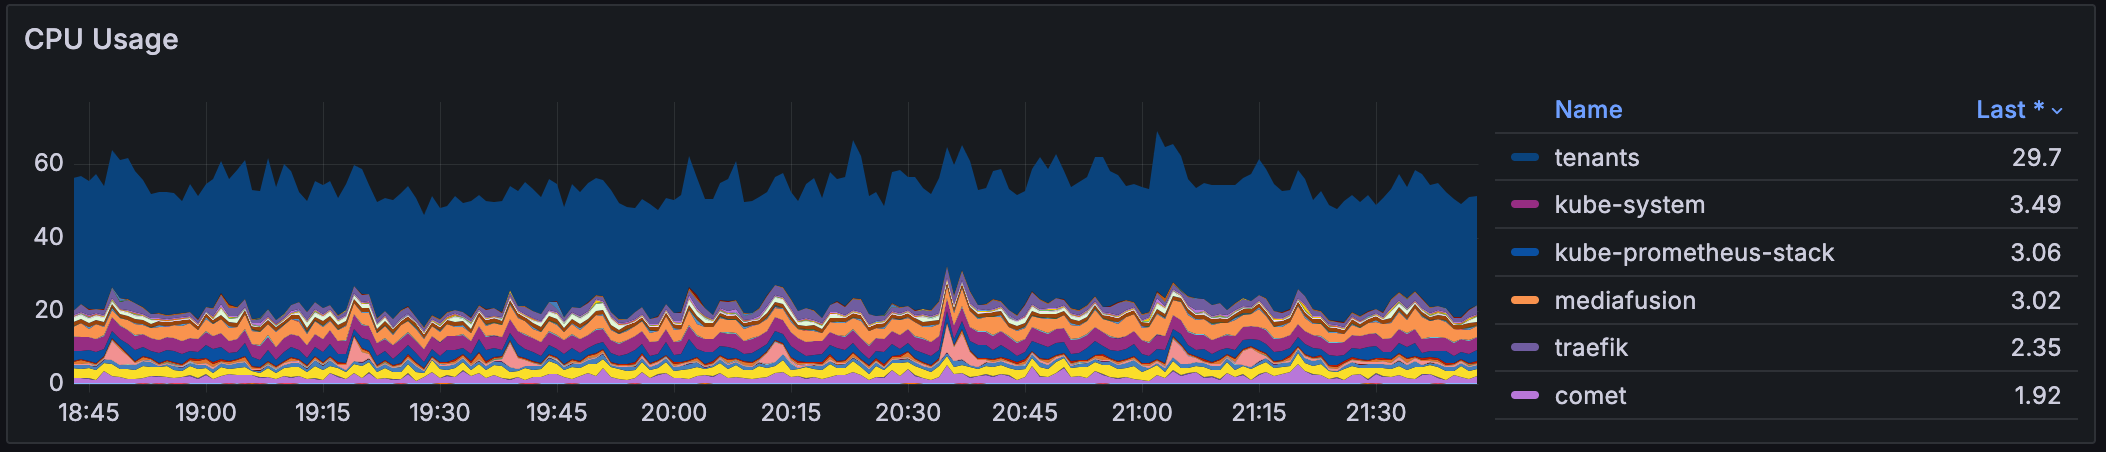 CPU Usage
Name Last *
60
40
20
0
18:45 19:00 19:15 19:30 19:45 20:00 20:15 20:30 20:45 21:00 21:15 21:30
tenants 29.7
kube-system 3.49
kube-prometheus-stack 3.06
mediafusion 3.02
traefik 2.35
comet 1.92